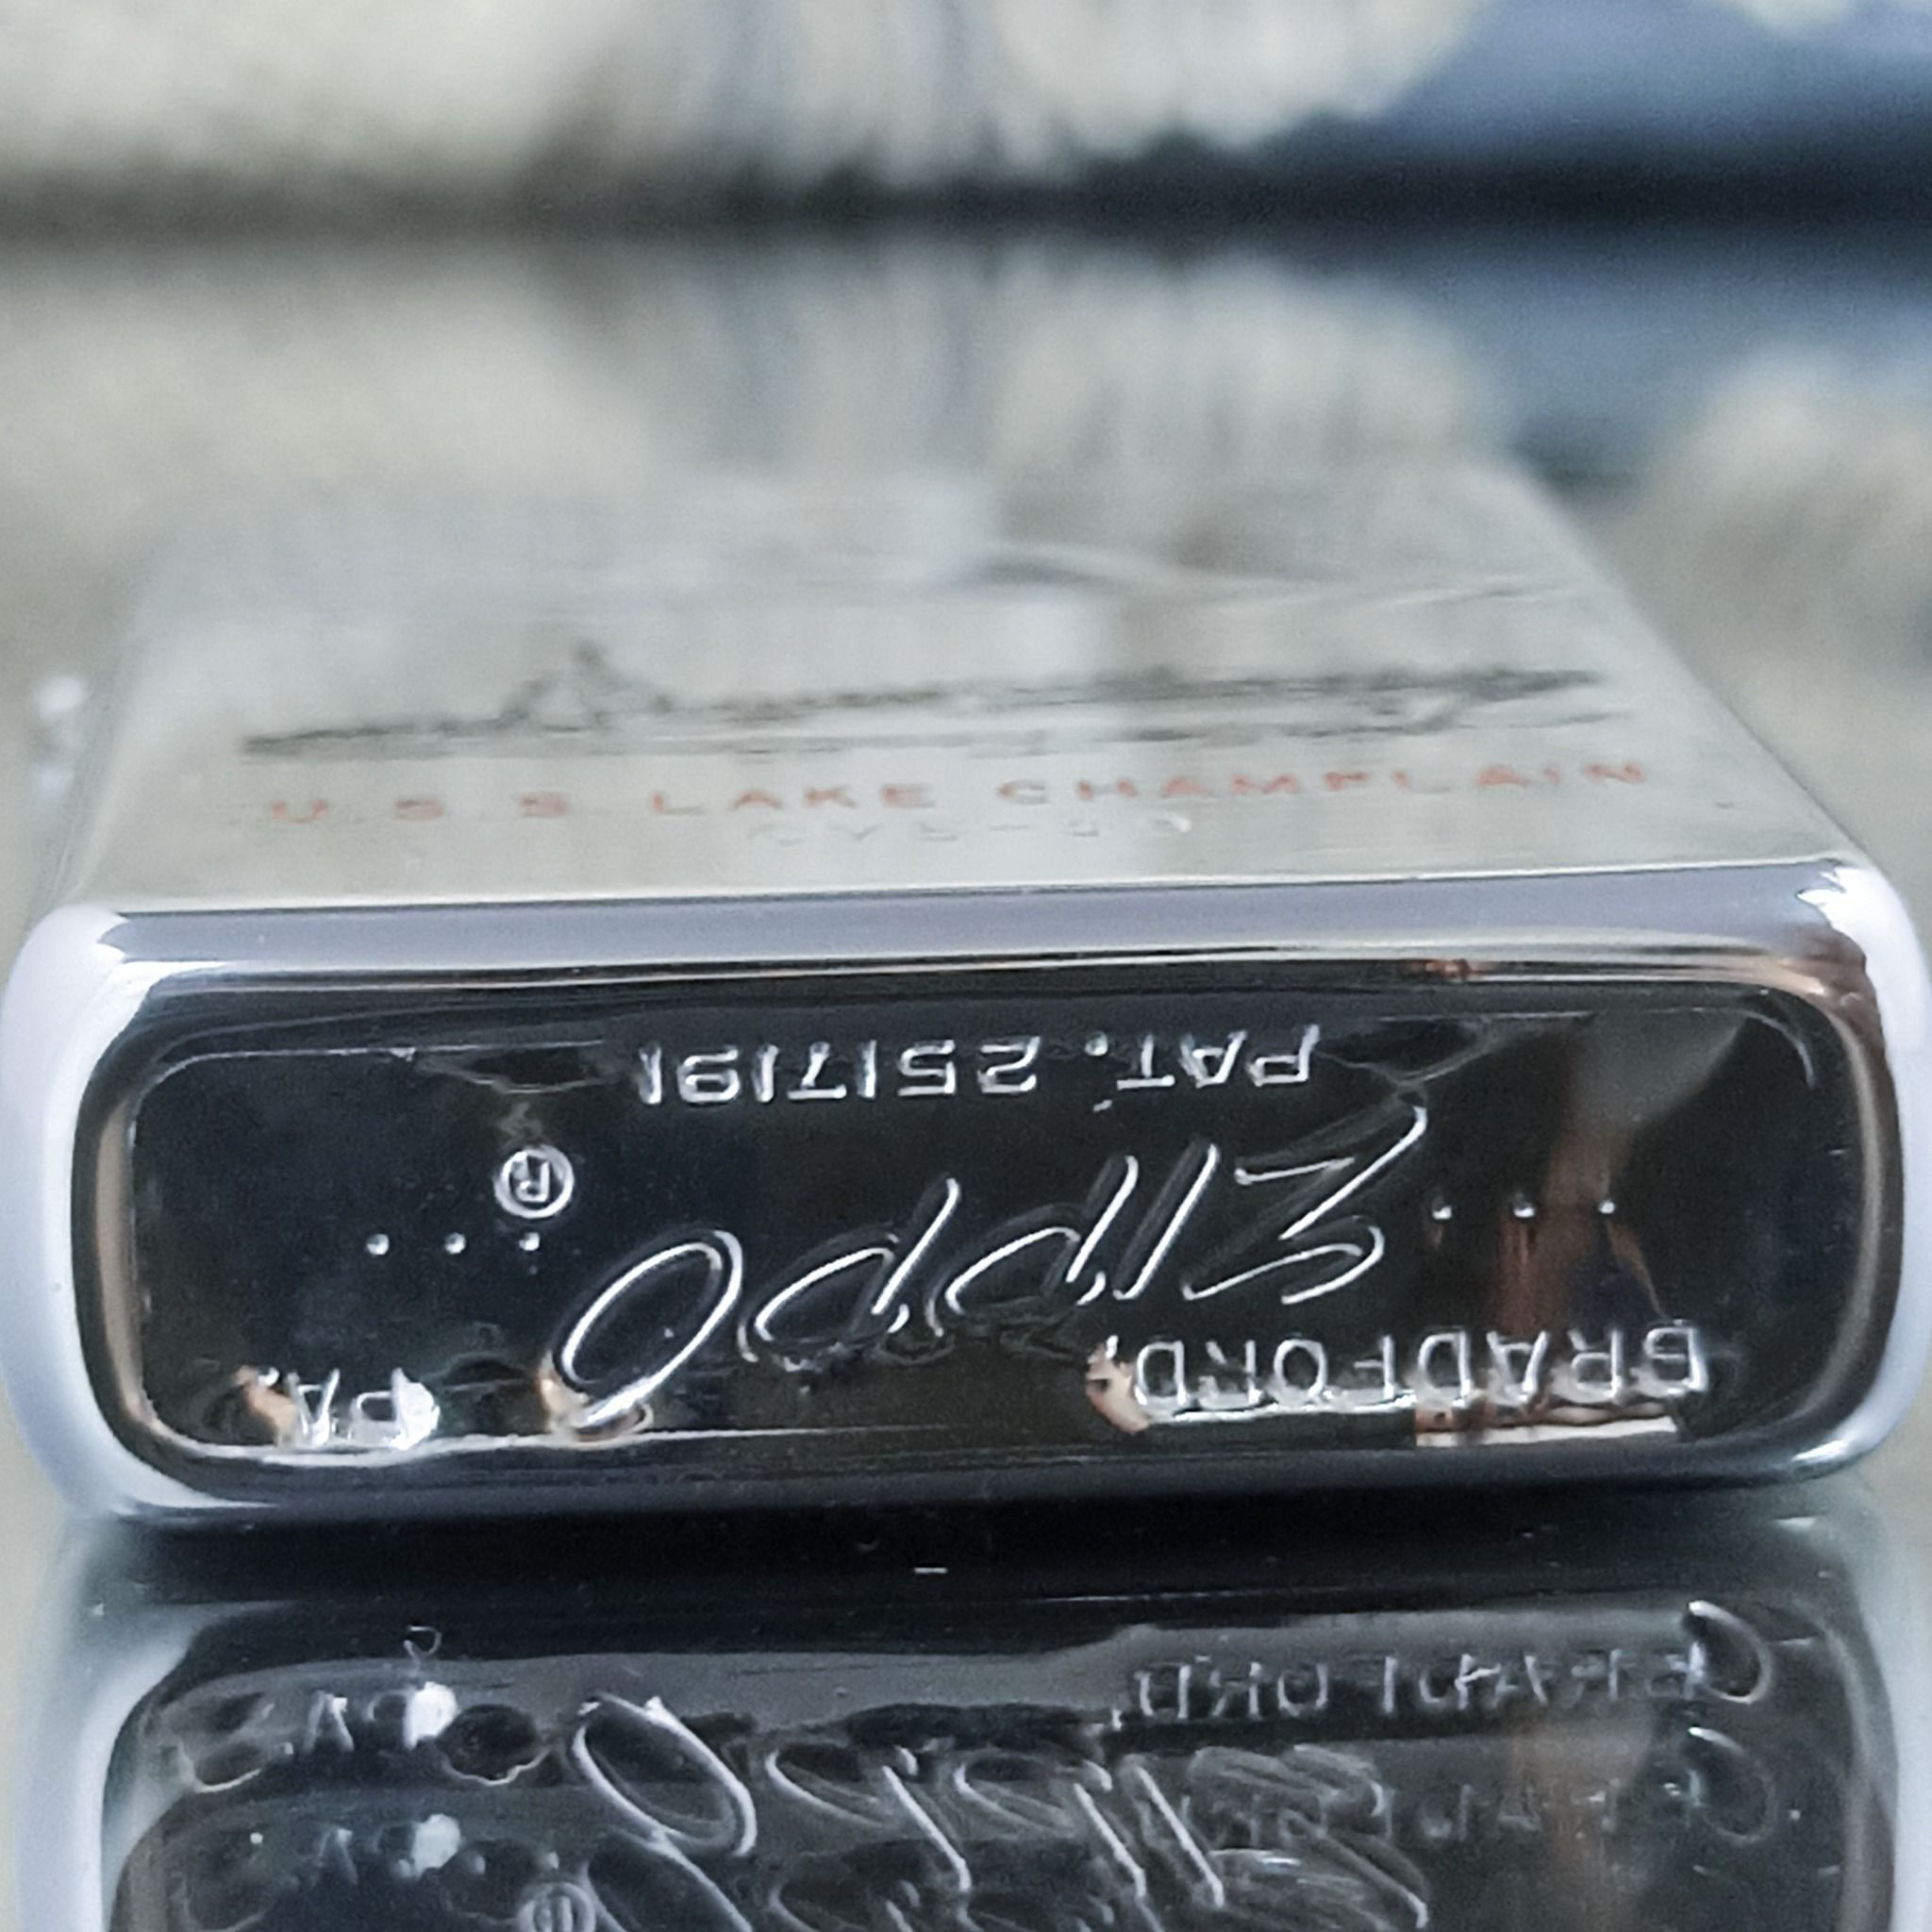 U.S.S. LAKE CHAMPLAIN
BRADFORD, PA.
ZIPPO ®
PAT. 2517191